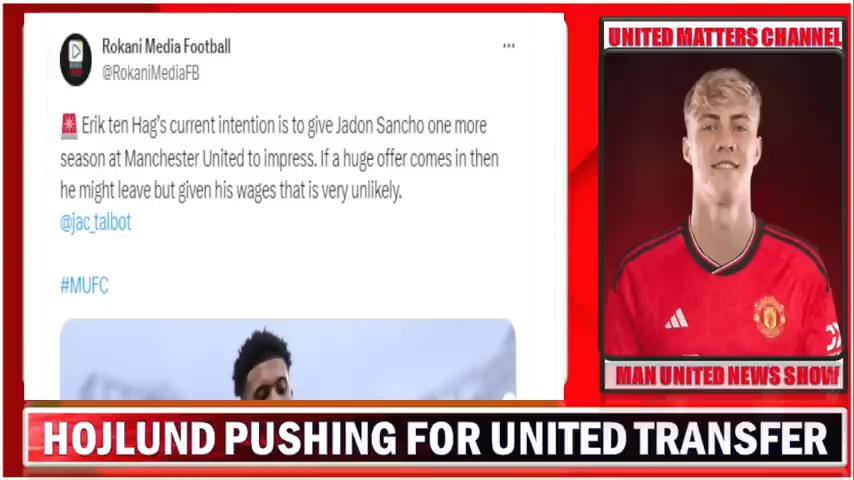 Rokani Media Football
@RokaniMediaFB
Erik ten Hag's current intention is to give Jadon Sancho one more
season at Manchester United to impress. If a huge offer comes in then
he might leave but given his wages that is very unlikely.
@jac_talbot
#MUFC
UNITED MATTERS CHANNEL
MAN UNITED NEWS SHOW
HOJLUND PUSHING FOR UNITED TRANSFER